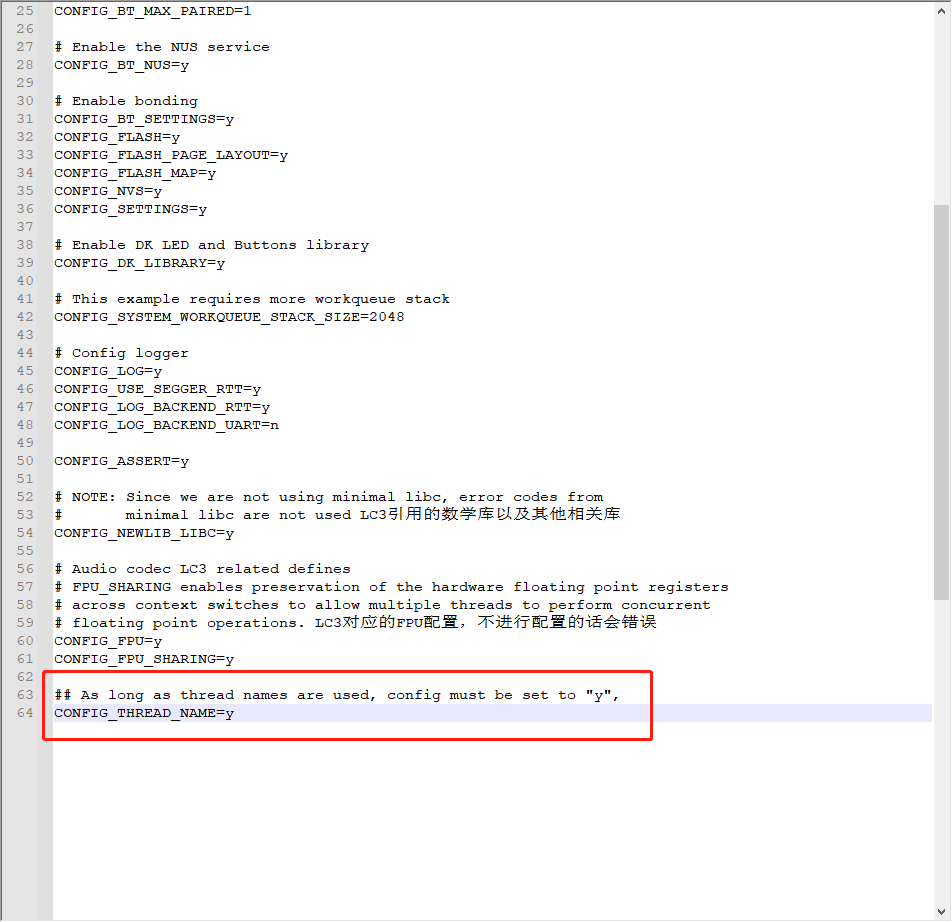 25 CONFIG_BT_MAX_PAIRED=1
26
27 # Enable the NUS service
28 CONFIG_BT_NUS=y
29
30 # Enable bonding
31 CONFIG_BT_SETTINGS=y
32 CONFIG_FLASH=y
33 CONFIG_FLASH_PAGE_LAYOUT=y
34 CONFIG_FLASH_MAP=y
35 CONFIG_NVS=y
36 CONFIG_SETTINGS=y
37
38 # Enable DK LED and Buttons library
39 CONFIG_DK_LIBRARY=y
40
41 # This example requires more workqueue stack
42 CONFIG_SYSTEM_WORKQUEUE_STACK_SIZE=2048
43
44 # Config logger
45 CONFIG_LOG=y
46 CONFIG_USE_SEGGER_RTT=y
47 CONFIG_LOG_BACKEND_RTT=y
48 CONFIG_LOG_BACKEND_UART=n
49
50 CONFIG_ASSERT=y
51
52 # NOTE: Since we are not using minimal libc, error codes from
53 #       minimal libc are not used LC3引用的数学库以及其他相关库
54 CONFIG_NEWLIB_LIBC=y
55
56 # Audio codec LC3 related defines
57 # FPU_SHARING enables preservation of the hardware floating point registers
58 # across context switches to allow multiple threads to perform concurrent
59 # floating point operations. LC3对应的FPU配置，不进行配置的话会错误
60 CONFIG_FPU=y
61 CONFIG_FPU_SHARING=y
62
63 ## As long as thread names are used, config must be set to "y",
64 CONFIG_THREAD_NAME=y